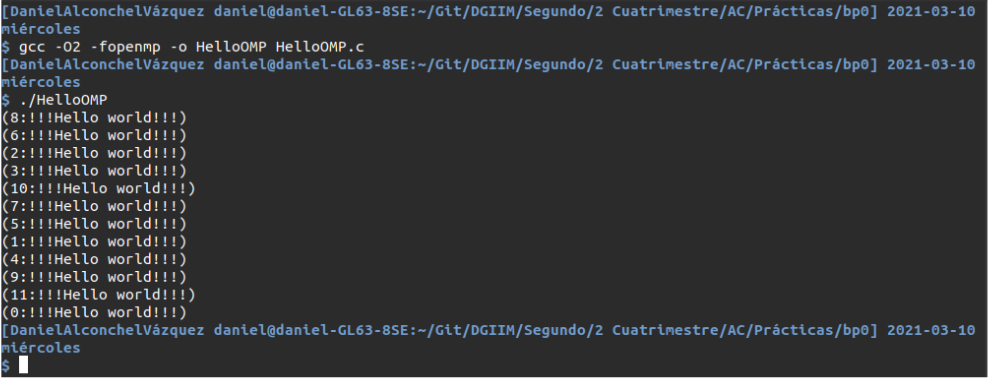 [DanielAlconchelVázquez daniel@daniel-GL63-8SE:~/Git/DGIIM/Segundo/2 Cuatrimestre/AC/Prácticas/bp0] 2021-03-10
miércoles
$ gcc -O2 -fopenmp -o HelloOMP HelloOMP.c
[DanielAlconchelVázquez daniel@daniel-GL63-8SE:~/Git/DGIIM/Segundo/2 Cuatrimestre/AC/Prácticas/bp0] 2021-03-10
miércoles
$ ./HelloOMP
(8:!!!Hello world!!!)
(6:!!!Hello world!!!)
(2:!!!Hello world!!!)
(3:!!!Hello world!!!)
(10:!!!Hello world!!!)
(7:!!!Hello world!!!)
(5:!!!Hello world!!!)
(1:!!!Hello world!!!)
(4:!!!Hello world!!!)
(9:!!!Hello world!!!)
(11:!!!Hello world!!!)
(0:!!!Hello world!!!)
[DanielAlconchelVázquez daniel@daniel-GL63-8SE:~/Git/DGIIM/Segundo/2 Cuatrimestre/AC/Prácticas/bp0] 2021-03-10
miércoles
$